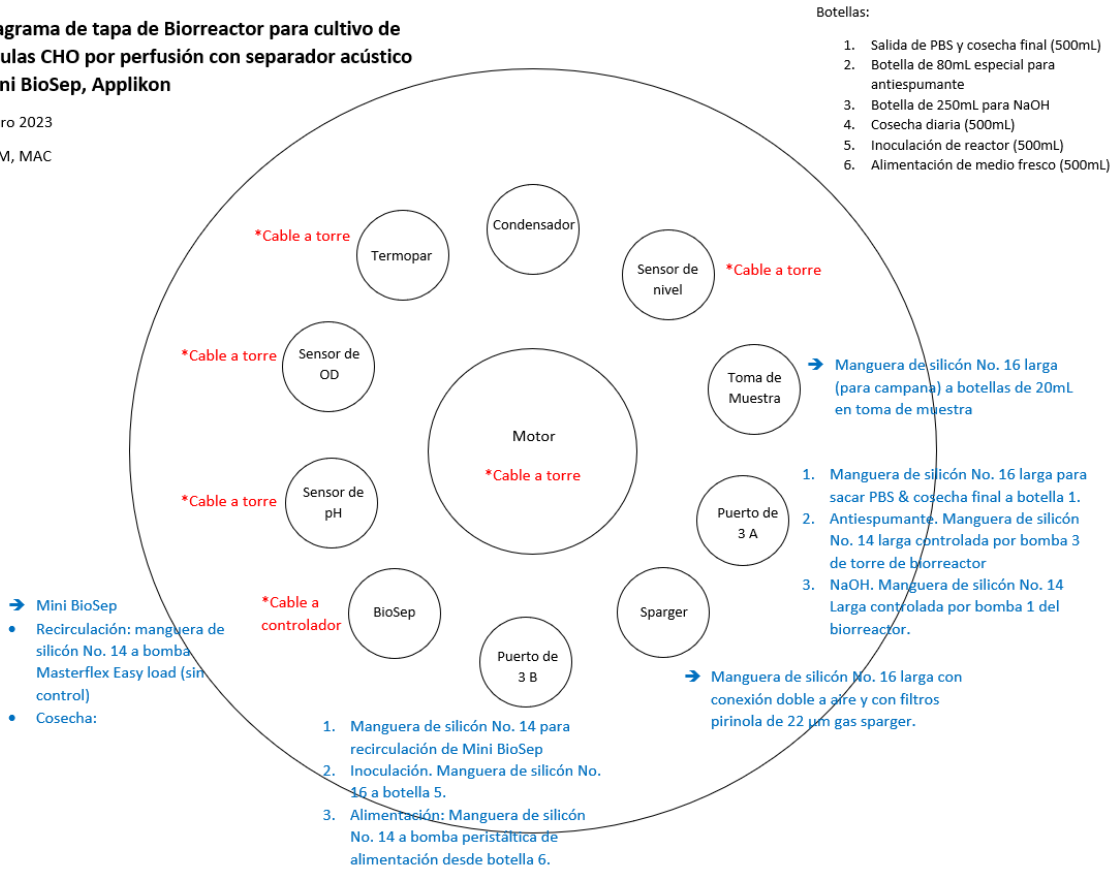 agrama de tapa de Biorreactor para cultivo de
ulas CHO por perfusión con separador acústico
ni BioSep, Applikon
ro 2023
M, MAC
Botellas:
1. Salida de PBS y cosecha final (500mL)
2. Botella de 80mL especial para
antiespumante
3. Botella de 250mL para NaOH
4. Cosecha diaria (500mL)
5. Inoculación de reactor (500mL)
6. Alimentación de medio fresco (500mL)
Condensador
*Cable a torre
Termopar
Sensor de
nivel
*Cable a torre
*Cable a torre
Sensor de
OD
Toma de
Muestra
➔ Manguera de silicón No. 16 larga
(para campana) a botellas de 20mL
en toma de muestra
Motor
*Cable a torre
*Cable a torre
Sensor de
pH
Puerto de
3 A
1. Manguera de silicón No. 16 larga para
sacar PBS & cosecha final a botella 1.
2. Antiespumante. Manguera de silicón
No. 14 larga controlada por bomba 3
de torre de biorreactor
3. NaOH. Manguera de silicón No. 14
Larga controlada por bomba 1 del
biorreactor.
*Cable a
controlador
BioSep
Sparger
➔ Mini BioSep
• Recirculación: manguera de
silicón No. 14 a bomba
Masterflex Easy load (sin
control)
• Cosecha:
Puerto de
3 B
➔ Manguera de silicón No. 16 larga con
conexión doble a aire y con filtros
pirinola de 22 µm gas sparger.
1. Manguera de silicón No. 14 para
recirculación de Mini BioSep
2. Inoculación. Manguera de silicón No.
16 a botella 5.
3. Alimentación: Manguera de silicón
No. 14 a bomba peristáltica de
alimentación desde botella 6.